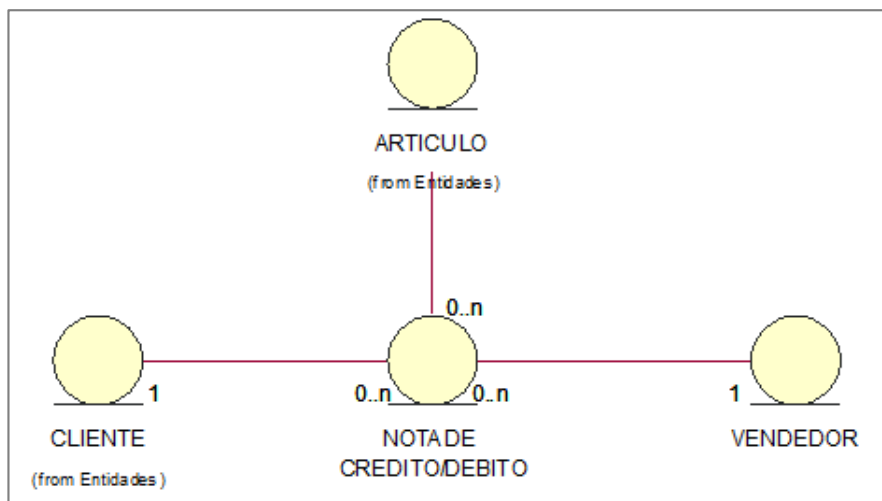 ARTICULO
(from Entidades)
0..n
1
0..n
0..n
1
CLIENTE
(from Entidades)
NOTA DE
CREDITO/DEBITO
VENDEDOR